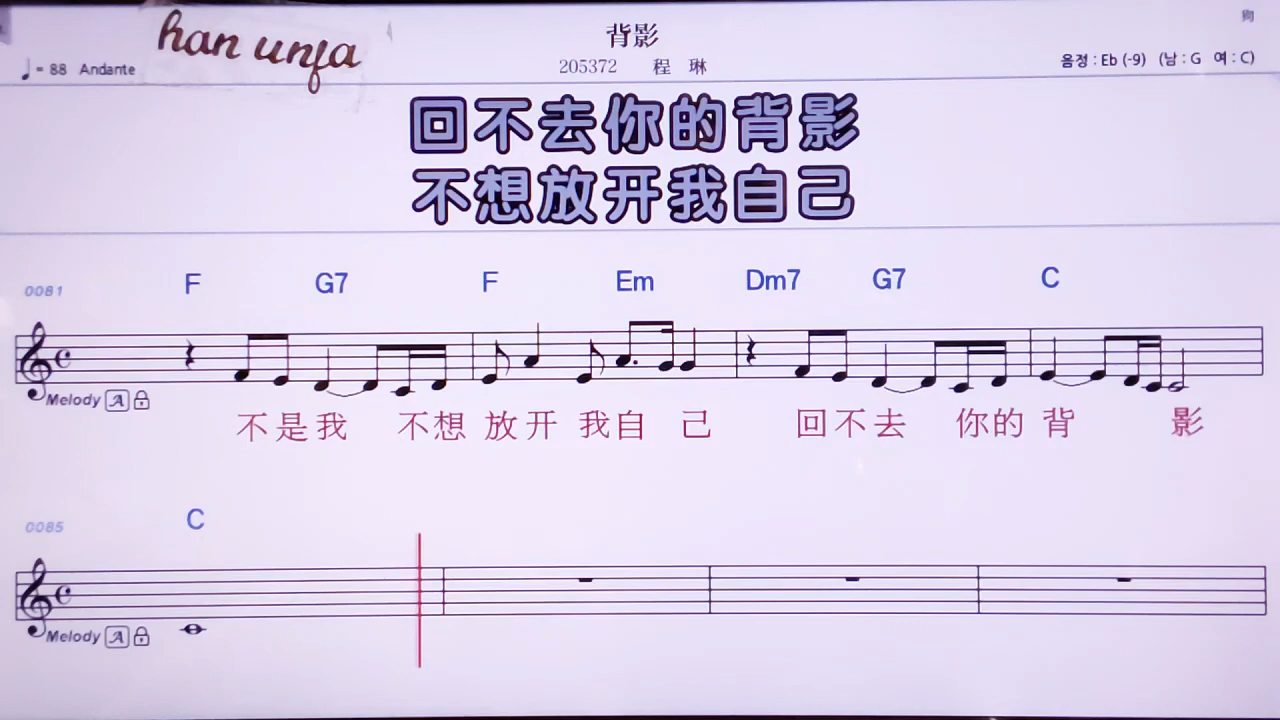 han unja
背影
狗
♩= 88 Andante
205372 程 琳
음정 : Eb (-9) (남 : G 여 : C)
回不去你的背影
不想放开我自己
0081 F G7 F Em Dm7 G7 C
Melody A
不是我 不想 放开 我自 己 回不去 你的 背 影
0085 C
Melody A